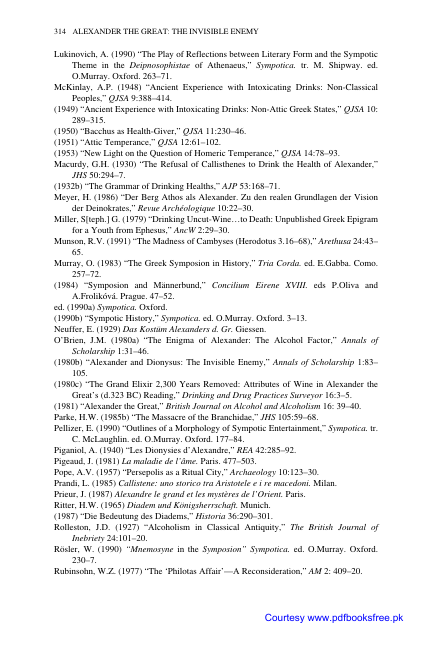 314 ALEXANDER THE GREAT: THE INVISIBLE ENEMY
Lukinovich, A. (1990) “The Play of Reflections between Literary Form and the Sympotic
Theme in the Deipnosophistae of Athenaeus,” Sympotica. tr. M. Shipway. ed.
O.Murray. Oxford. 263–71.
McKinlay, A.P. (1948) “Ancient Experience with Intoxicating Drinks: Non-Classical
Peoples,” QJSA 9:388–414.
(1949) “Ancient Experience with Intoxicating Drinks: Non-Attic Greek States,” QJSA 10:
289–315.
(1950) “Bacchus as Health-Giver,” QJSA 11:230–46.
(1951) “Attic Temperance,” QJSA 12:61–102.
(1953) “New Light on the Question of Homeric Temperance,” QJSA 14:78–93.
Macurdy, G.H. (1930) “The Refusal of Callisthenes to Drink the Health of Alexander,”
JHS 50:294–7.
(1932b) “The Grammar of Drinking Healths,” AJP 53:168–71.
Meyer, H. (1986) “Der Berg Athos als Alexander. Zu den realen Grundlagen der Vision
der Deinokrates,” Revue Archéologique 10:22–30.
Miller, S[teph.] G. (1979) “Drinking Uncut-Wine…to Death: Unpublished Greek Epigram
for a Youth from Ephesus,” AncW 2:29–30.
Munson, R.V. (1991) “The Madness of Cambyses (Herodotus 3.16–68),” Arethusa 24:43–
65.
Murray, O. (1983) “The Greek Symposion in History,” Tria Corda. ed. E.Gabba. Como.
257–72.
(1984) “Symposion and Männerbund,” Concilium Eirene XVIII. eds P.Oliva and
A.Frolikóvá. Prague. 47–52.
ed. (1990a) Sympotica. Oxford.
(1990b) “Sympotic History,” Sympotica. ed. O.Murray. Oxford. 3–13.
Neuffer, E. (1929) Das Kostüm Alexanders d. Gr. Giessen.
O’Brien, J.M. (1980a) “The Enigma of Alexander: The Alcohol Factor,” Annals of
Scholarship 1:31–46.
(1980b) “Alexander and Dionysus: The Invisible Enemy,” Annals of Scholarship 1:83–
105.
(1980c) “The Grand Elixir 2,300 Years Removed: Attributes of Wine in Alexander the
Great’s (d.323 BC) Reading,” Drinking and Drug Practices Surveyor 16:3–5.
(1981) “Alexander the Great,” British Journal on Alcohol and Alcoholism 16: 39–40.
Parke, H.W. (1985b) “The Massacre of the Branchidae,” JHS 105:59–68.
Pellizer, E. (1990) “Outlines of a Morphology of Sympotic Entertainment,” Sympotica. tr.
C. McLaughlin. ed. O.Murray. Oxford. 177–84.
Piganiol, A. (1940) “Les Dionysies d’Alexandre,” REA 42:285–92.
Pigeaud, J. (1981) La maladie de l’âme. Paris. 477–503.
Pope, A.V. (1957) “Persepolis as a Ritual City,” Archaeology 10:123–30.
Prandi, L. (1985) Callistene: uno storico tra Aristotele e i re macedoni. Milan.
Prieur, J. (1987) Alexandre le grand et les mystères de l’Orient. Paris.
Ritter, H.W. (1965) Diadem und Königsherrschaft. Munich.
(1987) “Die Bedeutung des Diadems,” Historia 36:290–301.
Rolleston, J.D. (1927) “Alcoholism in Classical Antiquity,” The British Journal of
Inebriety 24:101–20.
Rösler, W. (1990) “Mnemosyne in the Symposion” Sympotica. ed. O.Murray. Oxford.
230–7.
Rubinsohn, W.Z. (1977) “The ‘Philotas Affair’—A Reconsideration,” AM 2: 409–20.
Courtesy www.pdfbooksfree.pk